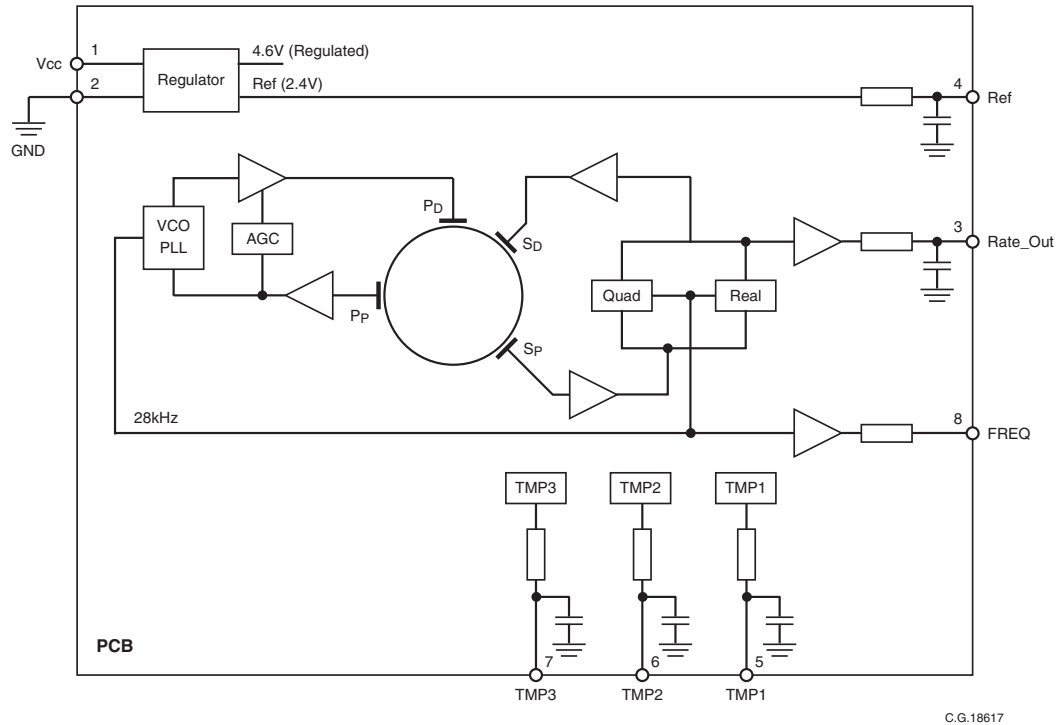 1
4.6V (Regulated)
Vcc
Regulator
2
Ref (2.4V)
4
Ref
GND
PD
VCO
PLL
AGC
SD
3
Rate_Out
Quad
Real
PP
SP
28kHz
8
FREQ
TMP3
TMP2
TMP1
PCB
7
6
5
TMP3
TMP2
TMP1
C.G.18617